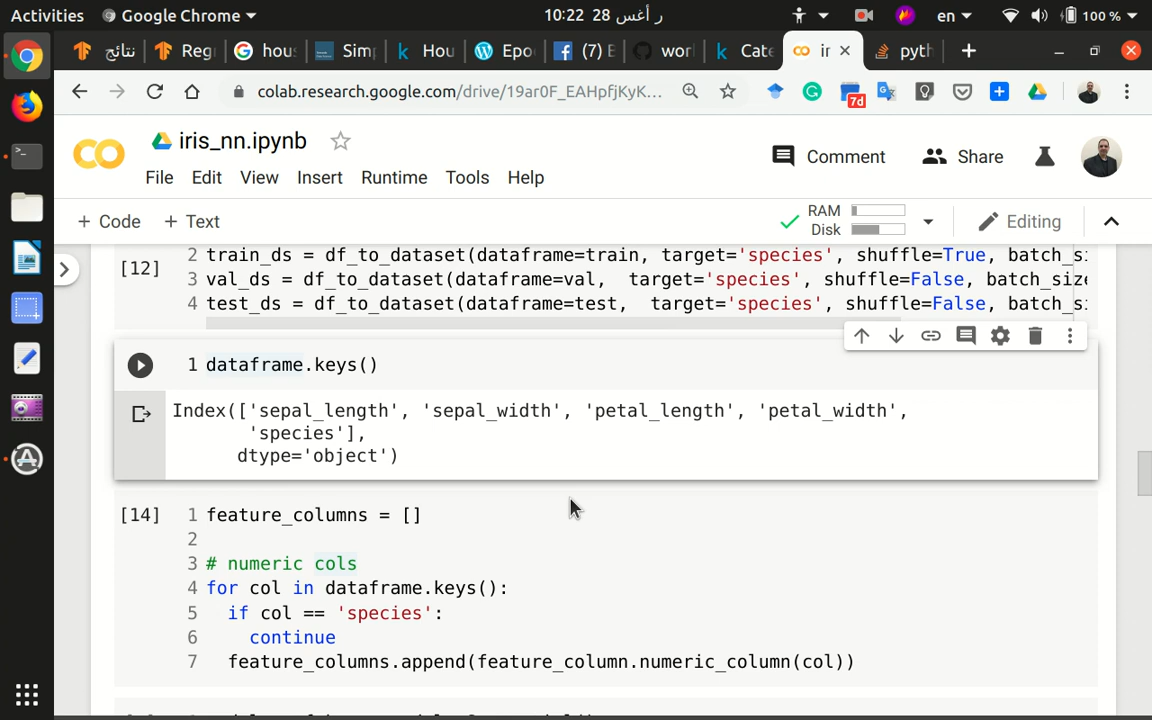 Activities Google Chrome 10:22 28 أغس ر en 100 %
نتائج Reg hou Sim Hou Epo (7) E wor Cate ir pyth
colab.research.google.com/drive/19ar0F_EAHpfjKyK... 7d
iris_nn.ipynb
Comment Share
File Edit View Insert Runtime Tools Help
+ Code + Text RAM Disk Editing
2 train_ds = df_to_dataset(dataframe=train, target='species', shuffle=True, batch_s
[12]
3 val_ds = df_to_dataset(dataframe=val, target='species', shuffle=False, batch_size
4 test_ds = df_to_dataset(dataframe=test, target='species', shuffle=False, batch_s
1 dataframe.keys()
Index(['sepal_length', 'sepal_width', 'petal_length', 'petal_width',
'species'],
dtype='object')
[14] 1 feature_columns = []
2
3 # numeric cols
4 for col in dataframe.keys():
5 if col == 'species':
6 continue
7 feature_columns.append(feature_column.numeric_column(col))